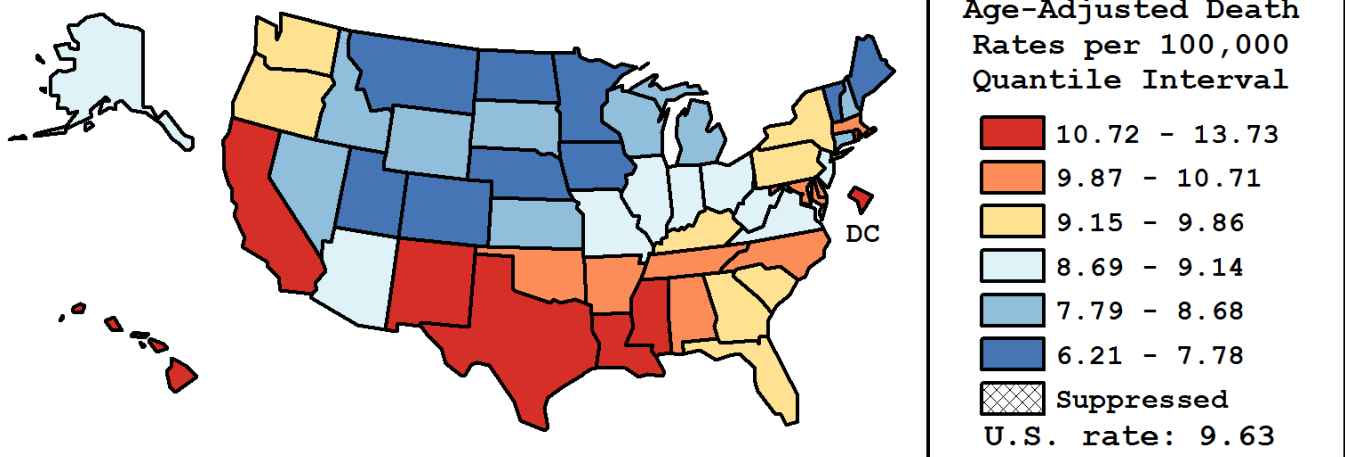 Age-Adjusted Death
Rates per 100,000
Quantile Interval
10.72 - 13.73
9.87 - 10.71
9.15 - 9.86
8.69 - 9.14
7.79 - 8.68
6.21 - 7.78
Suppressed
U.S. rate: 9.63
DC